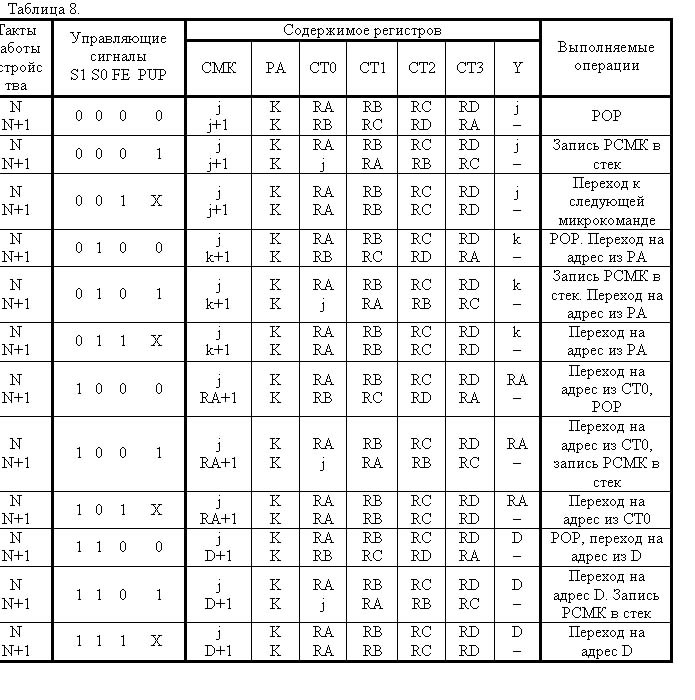 Таблица 8.
Такты аботы стройс тва | Управляющие сигналы S1 S0 FE PUP | Содержимое регистров | Выполняемые операции
СМК | РА | СТ0 | СТ1 | СТ2 | СТ3 | Y
N | 0 0 0 0 | j | K | RA | RB | RC | RD | j | POP
N+1 | j+1 | K | RB | RC | RD | RA | –
N | 0 0 0 1 | j | K | RA | RB | RC | RD | j | Запись РСМК в
N+1 | j+1 | K | j | RA | RB | RC | – | стек
N | 0 0 1 X | j | K | RA | RB | RC | RD | j | Переход к следующей
N+1 | j+1 | K | RA | RB | RC | RD | – | микрокоманде
N | 0 1 0 0 | j | K | RA | RB | RC | RD | k | POP. Переход на
N+1 | k+1 | K | RB | RC | RD | RA | – | адрес из РА
N | 0 1 0 1 | j | K | RA | RB | RC | RD | k | Запись РСМК в стек. Переход на
N+1 | k+1 | K | j | RA | RB | RC | – | адрес из РА
N | 0 1 1 X | j | K | RA | RB | RC | RD | k | Переход на
N+1 | k+1 | K | RA | RB | RC | RD | – | адрес из РА
N | 1 0 0 0 | j | K | RA | RB | RC | RD | RA | Переход на адрес из СТ0,
N+1 | RA+1 | K | RB | RC | RD | RA | – | POP
N | 1 0 0 1 | j | K | RA | RB | RC | RD | RA | Переход на адрес из СТ0,
N+1 | RA+1 | K | j | RA | RB | RC | – | запись РСМК в стек
N | 1 0 1 X | j | K | RA | RB | RC | RD | RA | Переход на
N+1 | RA+1 | K | RA | RB | RC | RD | – | адрес из СТ0
N | 1 1 0 0 | j | K | RA | RB | RC | RD | D | POP, переход на
N+1 | D+1 | K | RB | RC | RD | RA | – | адрес из D
N | 1 1 0 1 | j | K | RA | RB | RC | RD | D | Переход на адрес D. Запись
N+1 | D+1 | K | j | RA | RB | RC | – | РСМК в стек
N | 1 1 1 X | j | K | RA | RB | RC | RD | D | Переход на
N+1 | D+1 | K | RA | RB | RC | RD | – | адрес D